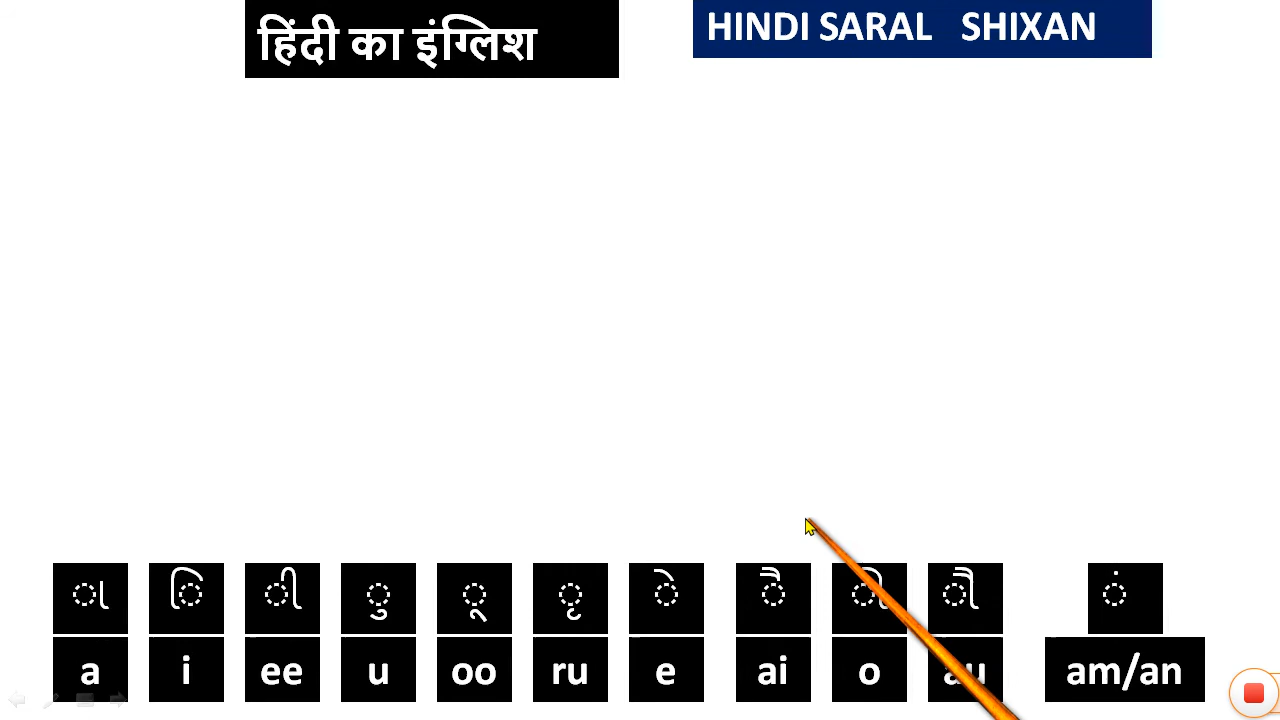 हिंदी का इंग्लिश
HINDI SARAL SHIXAN
ા િ ી ુ ૂ ૃ ે ૈ ો ૌ ં
a i ee u oo ru e ai o au am/an